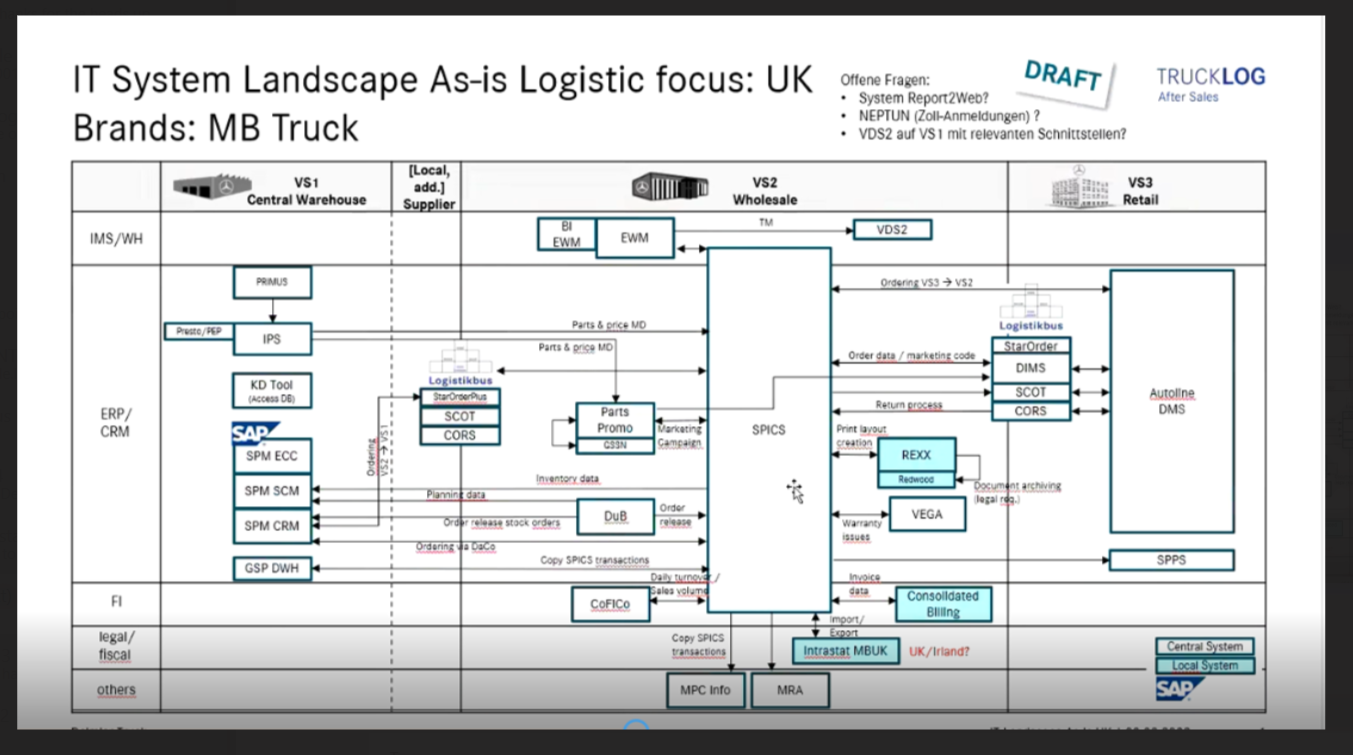 IT System Landscape As-is Logistic focus: UK
Brands: MB Truck
Offene Fragen:
• System Report2Web?
• NEPTUN (Zoll-Anmeldungen) ?
• VDS2 auf VS1 mit relevanten Schnittstellen?
DRAFT
TRUCKLOG
After Sales
VS1
Central Warehouse
[Local,
add.]
Supplier
VS2
Wholesale
VS3
Retail
IMS/WH
BI
EWM
EWM
TM
VDS2
ERP/
CRM
PRIMUS
Presto/PEP
IPS
KD Tool
(Access DB)
SAP
SPM ECC
SPM SCM
SPM CRM
GSP DWH
Ordering
VS2 → VS1
Logistikbus
StarOrderPlus
SCOT
CORS
Parts & price MD
Parts & price MD
Parts
Promo
GSSN
Marketing
Campaign
Inventory data
Planning data
Order release stock orders
DuB
Order
release
Ordering via DaCo
Copy SPICS transactions
SPICS
Ordering VS3 → VS2
Logistikbus
StarOrder
DIMS
SCOT
CORS
Order data / marketing code
Return process
Print layout
creation
REXX
Redwood
Document archiving
(legal req.)
VEGA
Warranty
issues
Autoline
DMS
SPPS
FI
CoFICo
Daily turnover /
Sales volume
Invoice
data
Consolidated
Billing
legal/
fiscal
Copy SPICS
transactions
Import/
Export
Intrastat MBUK
UK/Irland?
Central System
Local System
SAP
others
MPC Info
MRA